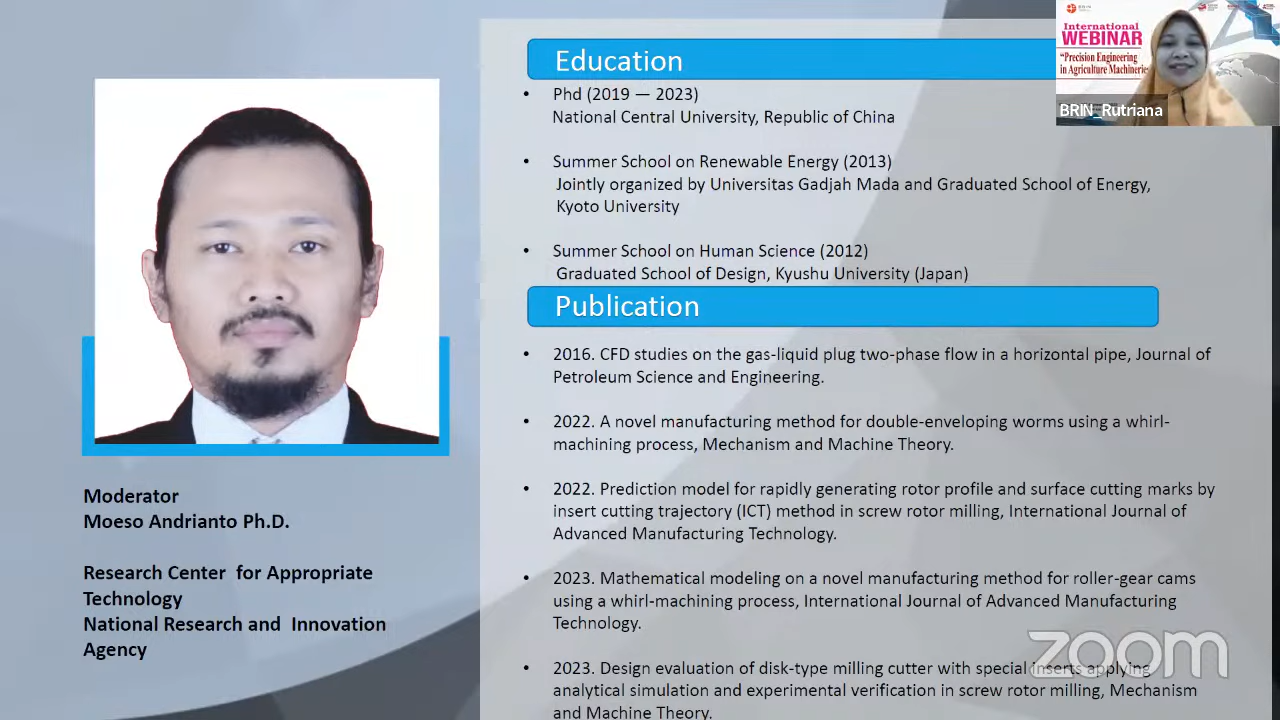 Education
• Phd (2019 — 2023)
National Central University, Republic of China
• Summer School on Renewable Energy (2013)
Jointly organized by Universitas Gadjah Mada and Graduated School of Energy,
Kyoto University
• Summer School on Human Science (2012)
Graduated School of Design, Kyushu University (Japan)
Publication
• 2016. CFD studies on the gas-liquid plug two-phase flow in a horizontal pipe, Journal of
Petroleum Science and Engineering.
• 2022. A novel manufacturing method for double-enveloping worms using a whirl-
machining process, Mechanism and Machine Theory.
• 2022. Prediction model for rapidly generating rotor profile and surface cutting marks by
insert cutting trajectory (ICT) method in screw rotor milling, International Journal of
Advanced Manufacturing Technology.
• 2023. Mathematical modeling on a novel manufacturing method for roller-gear cams
using a whirl-machining process, International Journal of Advanced Manufacturing
Technology.
• 2023. Design evaluation of disk-type milling cutter with special inserts applying
analytical simulation and experimental verification in screw rotor milling, Mechanism
and Machine Theory.
Moderator
Moeso Andrianto Ph.D.
Research Center for Appropriate
Technology
National Research and Innovation
Agency
International
WEBINAR
"Precision Engineering
in Agriculture Machineries
BRIN_Rutriana
zoom